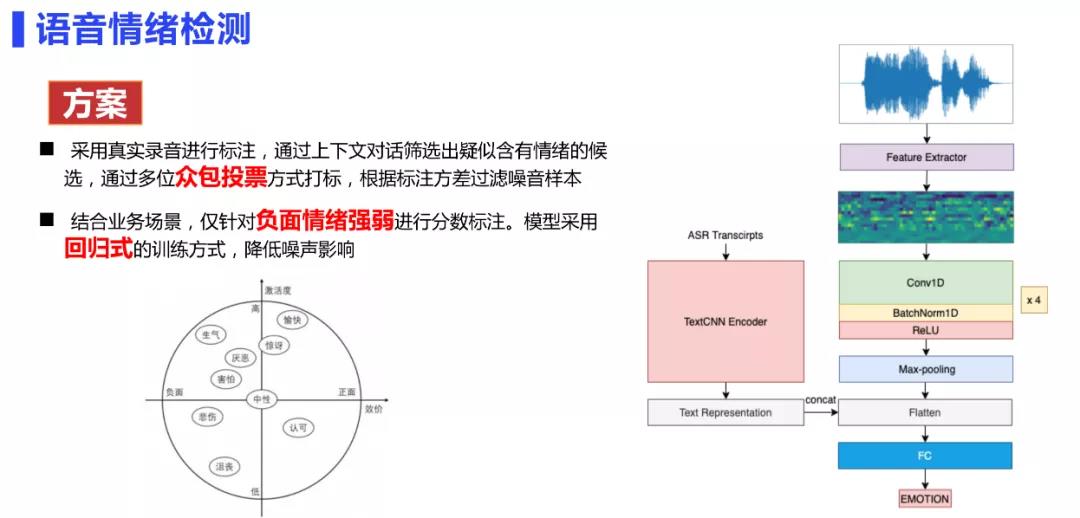 语音情绪检测
方案
采用真实录音进行标注，通过上下文对话筛选出疑似含有情绪的候
选，通过多位众包投票方式打标，根据标注方差过滤噪音样本
结合业务场景，仅针对负面情绪强弱进行分数标注。模型采用
回归式的训练方式，降低噪声影响
激活度
高
愉快
生气
惊讶
厌恶
害怕
负面
中性
正面
效价
悲伤
认可
沮丧
低
Feature Extractor
ASR Transcirpts
TextCNN Encoder
Conv1D
BatchNorm1D
ReLU
x 4
Max-pooling
Text Representation
concat
Flatten
FC
EMOTION